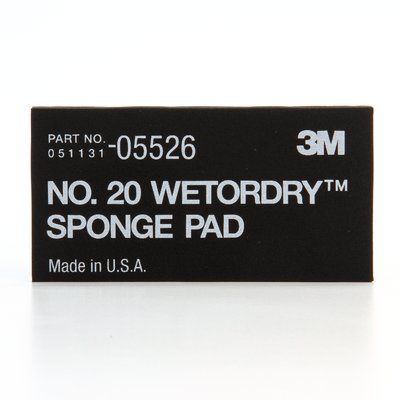 PART NO.
051131-05526
3M
NO. 20 WETORDRY™
SPONGE PAD
Made in U.S.A.